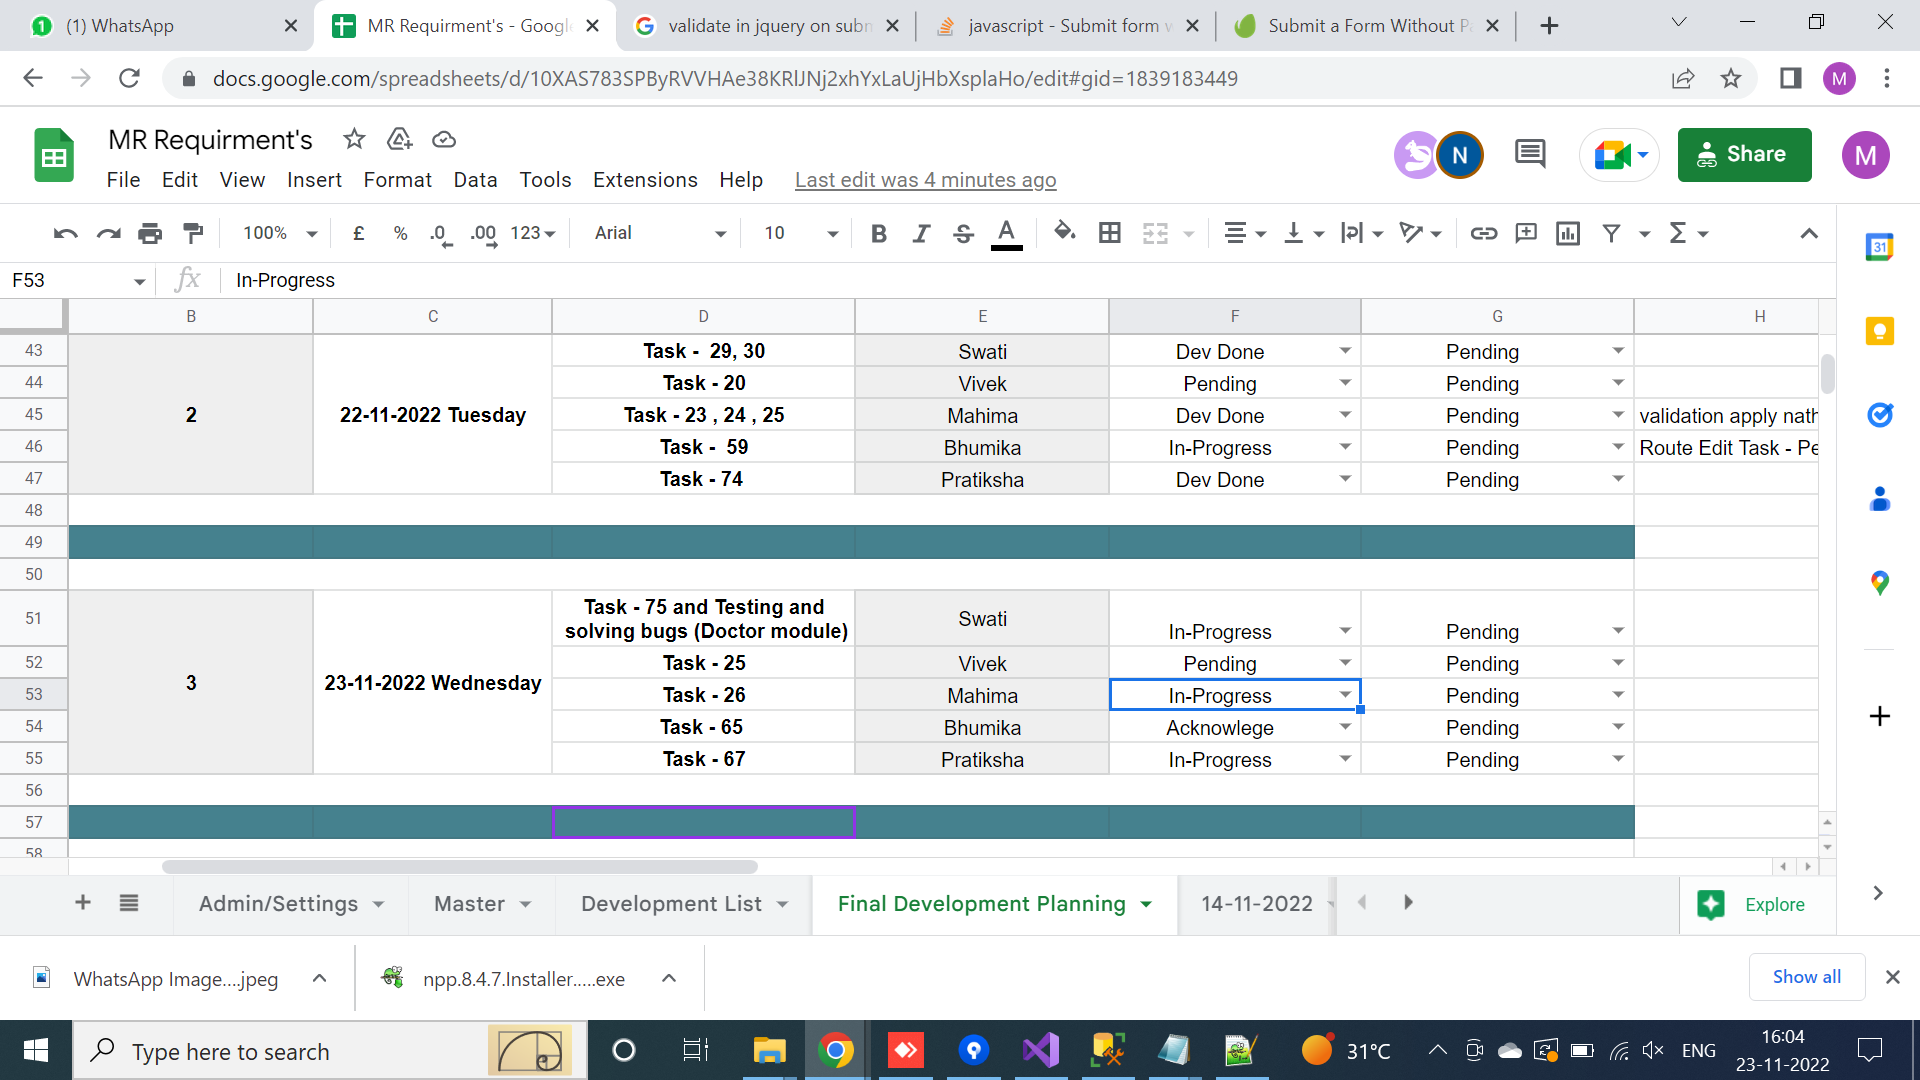 (1) WhatsApp
MR Requirment's - Googl
validate in jquery on subn
javascript - Submit form v
Submit a Form Without Pa
docs.google.com/spreadsheets/d/10XAS783SPByRVVHAe38KRlJNj2xhYxLaUjHbXsplaHo/edit#gid=1839183449
M
MR Requirment's
N
Share
M
File Edit View Insert Format Data Tools Extensions Help Last edit was 4 minutes ago
100% £ % .0 .00 123 Arial 10 B I S A
31
F53 fx In-Progress
B C D E F G H
43 Task - 29, 30 Swati Dev Done Pending
44 Task - 20 Vivek Pending Pending
45 2 22-11-2022 Tuesday Task - 23 , 24 , 25 Mahima Dev Done Pending validation apply nath
46 Task - 59 Bhumika In-Progress Pending Route Edit Task - Pe
47 Task - 74 Pratiksha Dev Done Pending
48
49
50
51 Task - 75 and Testing and solving bugs (Doctor module) Swati In-Progress Pending
52 Task - 25 Vivek Pending Pending
53 3 23-11-2022 Wednesday Task - 26 Mahima In-Progress Pending
54 Task - 65 Bhumika Acknowlege Pending
55 Task - 67 Pratiksha In-Progress Pending
56
57
58
Admin/Settings Master Development List Final Development Planning 14-11-2022 Explore
WhatsApp Image....jpeg npp.8.4.7.Installer.....exe Show all
Type here to search 31°C ENG 16:04
23-11-2022